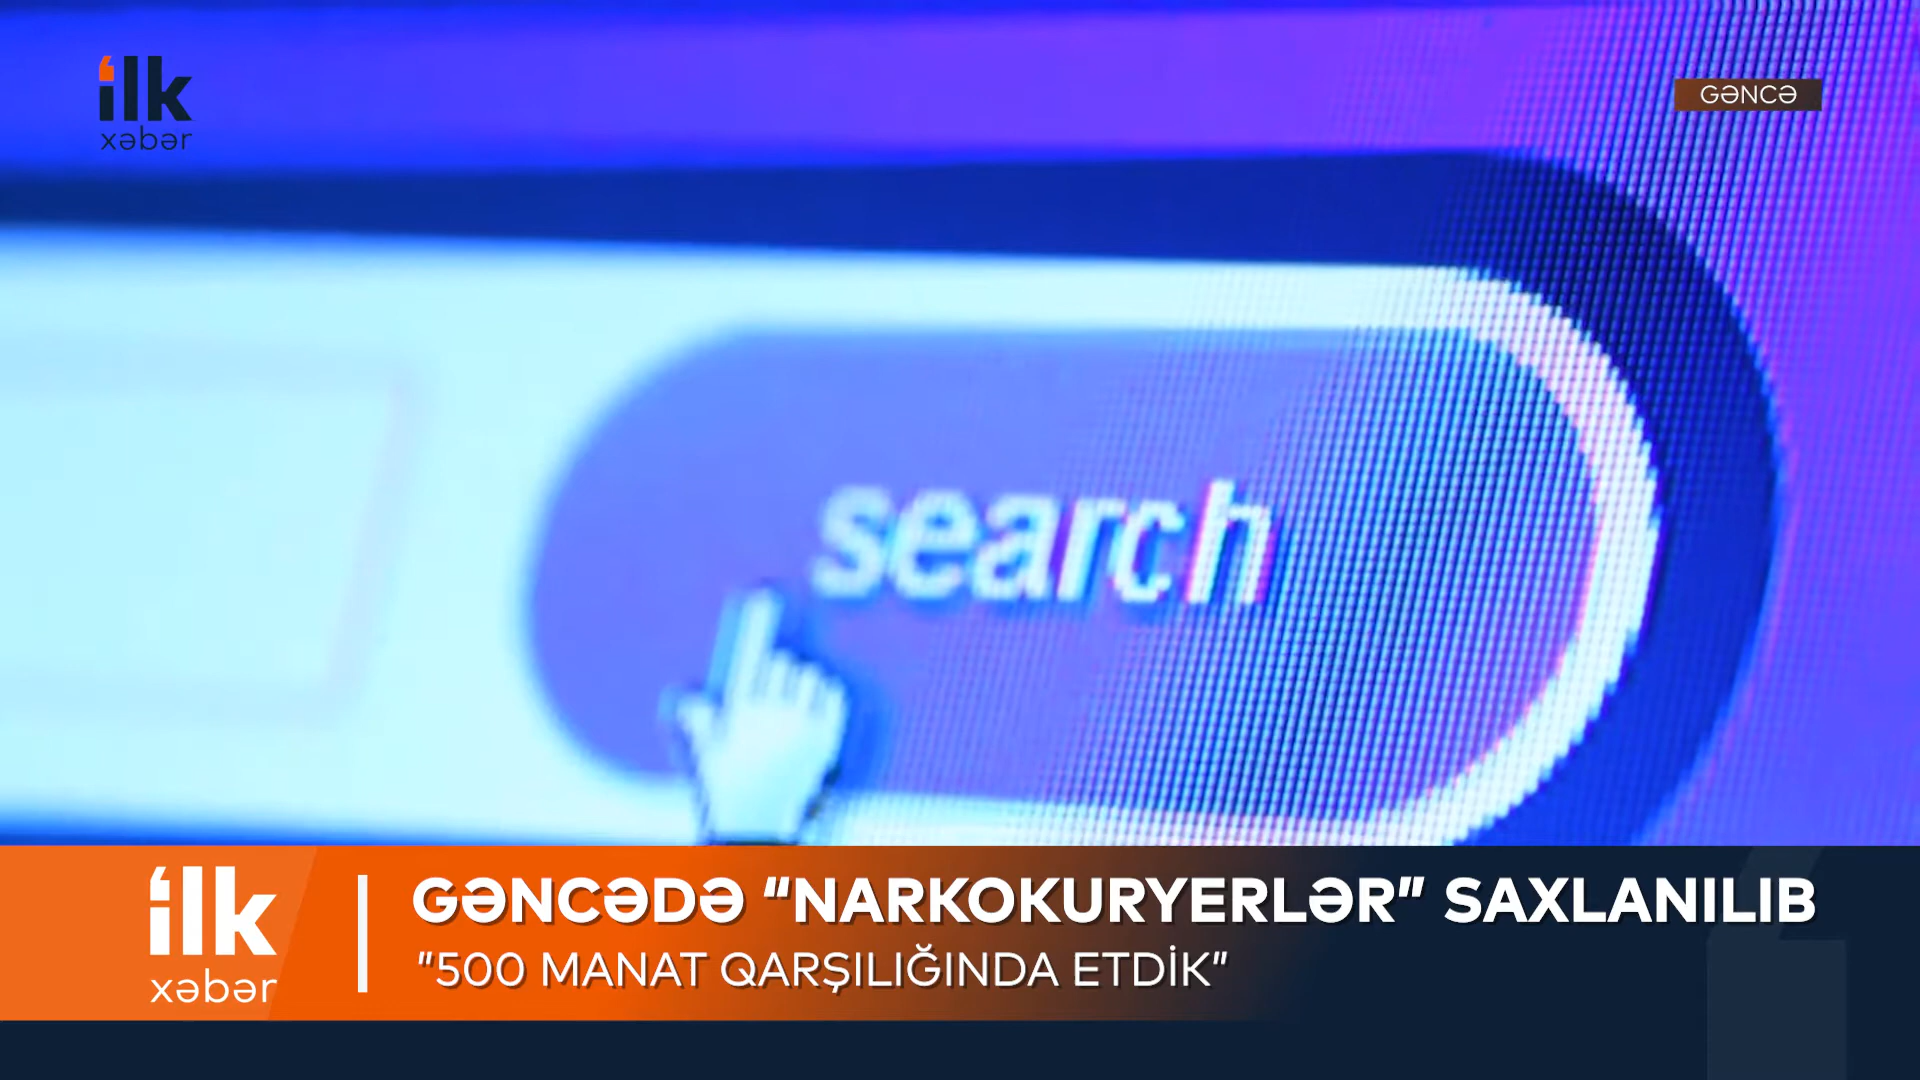 ilk
xəbər
GƏNCƏ
search
ilk
xəbər
GƏNCƏDƏ “NARKOKURYERLƏR” SAXLANILIB
"500 MANAT QARŞILIĞINDA ETDİK"